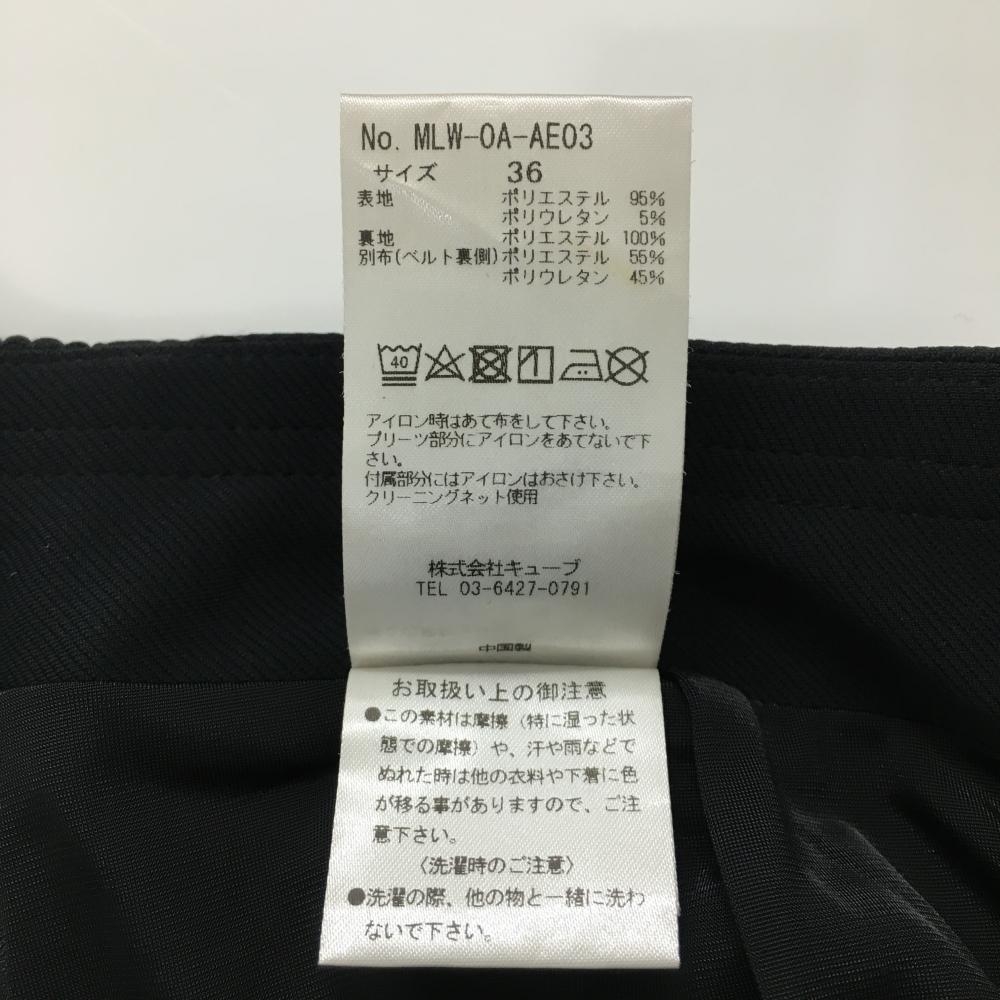 No. MLW-OA-AE03
サイズ 36
表地 ポリエステル 95%
ポリウレタン 5%
裏地 ポリエステル 100%
別布(ベルト裏側)ポリエステル 55%
ポリウレタン 45%
40
アイロン時はあて布をして下さい。
プリーツ部分にアイロンをあてないで下
さい。
付属部分にはアイロンはおさけ下さい。
クリーニングネット使用
株式会社キューブ
TEL 03-6427-0791
中国製
お取扱い上の御注意
●この素材は摩擦（特に湿った状
態での摩擦）や、汗や雨などで
ぬれた時は他の衣料や下着に色
が移る事がありますので、ご注
意下さい。
〈洗濯時のご注意〉
●洗濯の際、他の物と一緒に洗わ
ないで下さい。